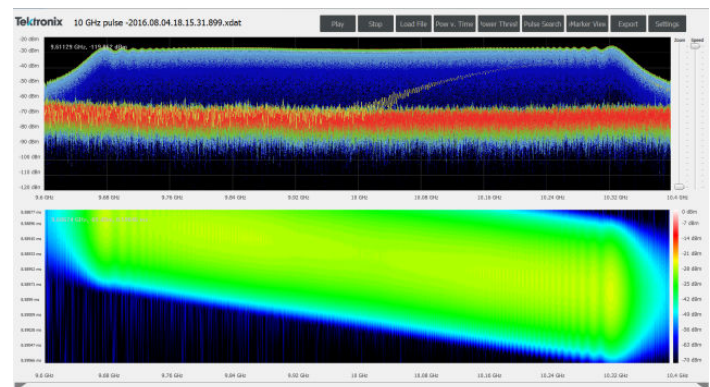 Tektronix 10 GHz pulse -2016.08.04.18.15.31.899.xdat
Play Stop Load File Pow v. Time Pulse Search Marker View Export Settings
Zoom Speed
-30 dBm
-40 dBm
-50 dBm
-60 dBm
-70 dBm
-80 dBm
-90 dBm
-100 dBm
-110 dBm
-120 dBm
9.6 GHz 9.68 GHz 9.76 GHz 9.84 GHz 9.92 GHz 10 GHz 10.08 GHz 10.16 GHz 10.24 GHz 10.32 GHz 10.4 GHz
0 dBm
-7 dBm
-14 dBm
-21 dBm
-28 dBm
-35 dBm
-42 dBm
-49 dBm
-56 dBm
-63 dBm
-70 dBm
9.6 GHz 9.68 GHz 9.76 GHz 9.84 GHz 9.92 GHz 10 GHz 10.08 GHz 10.16 GHz 10.24 GHz 10.32 GHz 10.4 GHz